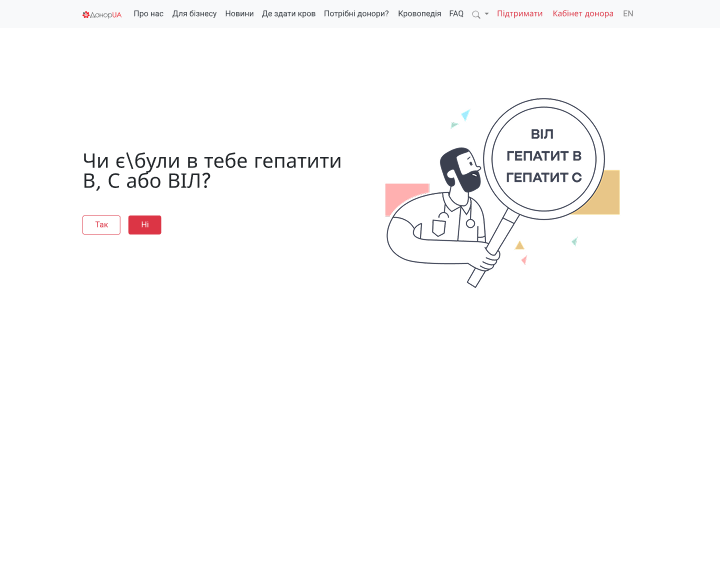 ДонорUA Про нас Для бізнесу Новини Де здати кров Потрібні донори? Кровопедія FAQ Підтримати Кабінет донора EN
Чи є\були в тебе гепатити
В, С або ВІЛ?
Так Ні
ВІЛ
ГЕПАТИТ В
ГЕПАТИТ С